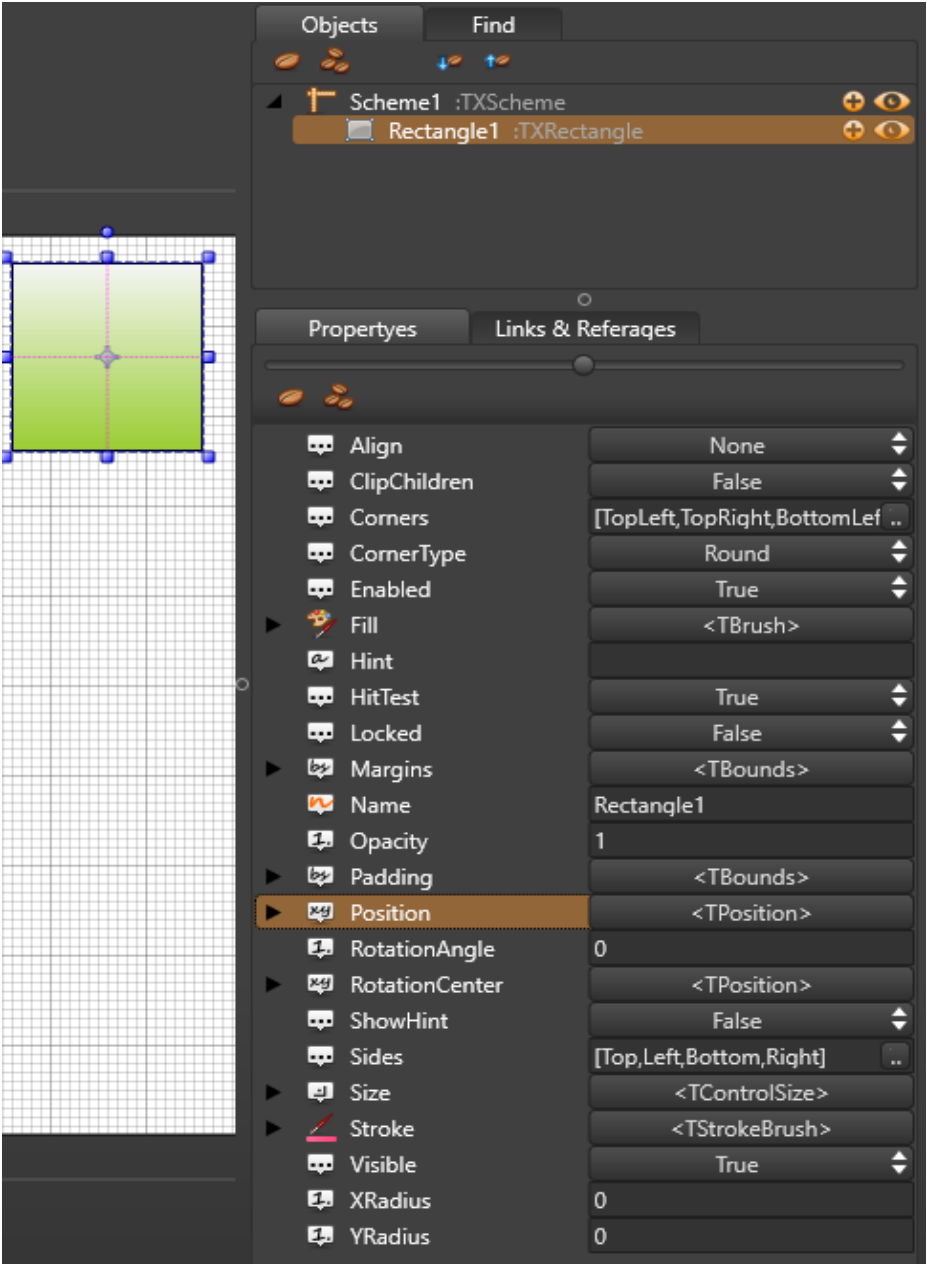 Objects Find
Scheme1 :TXScheme
Rectangle1 :TXRectangle
Propertyes Links & Referages
Align None
ClipChildren False
Corners [TopLeft,TopRight,BottomLef ..
CornerType Round
Enabled True
Fill <TBrush>
Hint
HitTest True
Locked False
Margins <TBounds>
Name Rectangle1
Opacity 1
Padding <TBounds>
Position <TPosition>
RotationAngle 0
RotationCenter <TPosition>
ShowHint False
Sides [Top,Left,Bottom,Right] ..
Size <TControlSize>
Stroke <TStrokeBrush>
Visible True
XRadius 0
YRadius 0